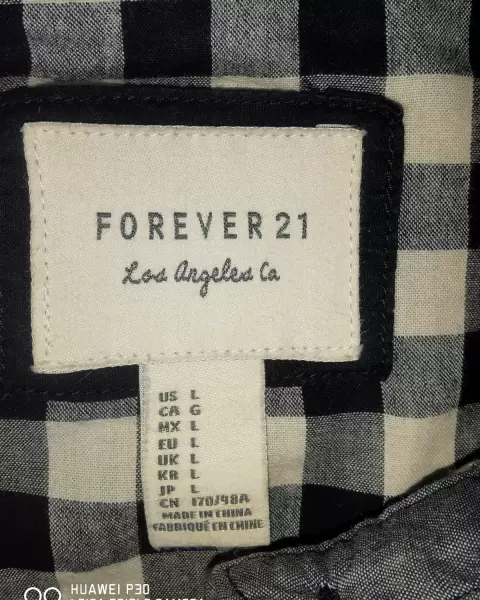 FOREVER 21
Los Angeles Ca
US L
CA G
MX L
EU L
UK L
KR L
JP L
CN 170/98A
MADE IN CHINA
FABRIQUÉ EN CHINE
HUAWEI P30